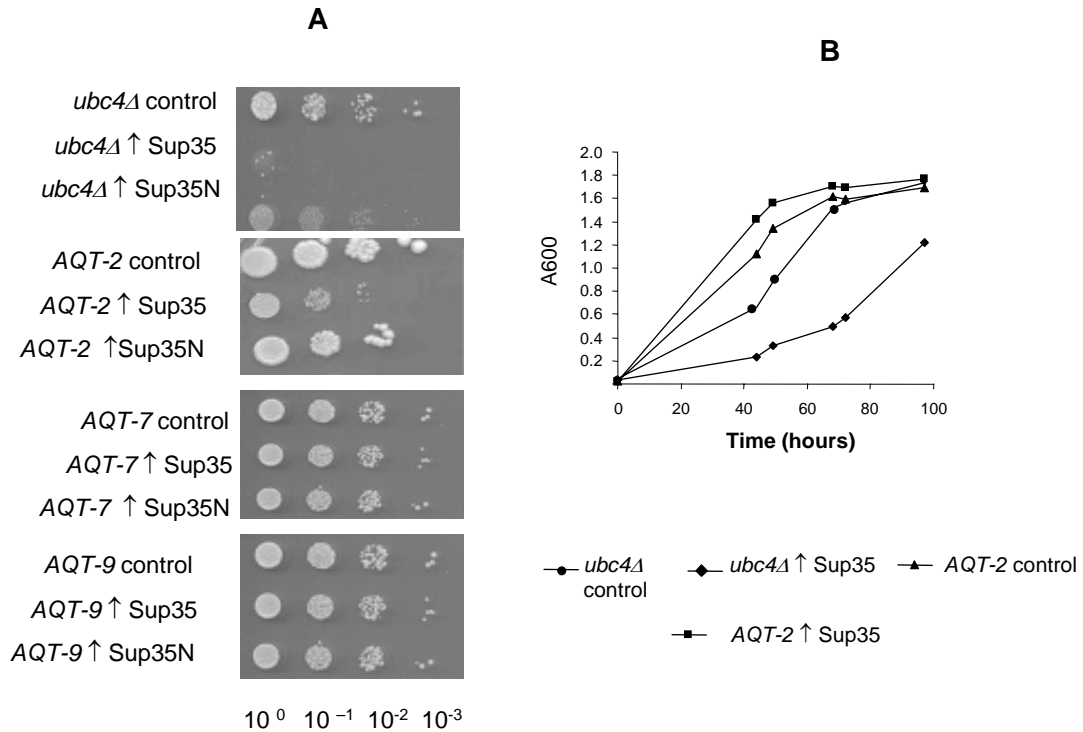 A
ubc4Δ control
ubc4Δ ↑ Sup35
ubc4Δ ↑ Sup35N
AQT-2 control
AQT-2 ↑ Sup35
AQT-2 ↑Sup35N
AQT-7 control
AQT-7 ↑ Sup35
AQT-7 ↑ Sup35N
AQT-9 control
AQT-9 ↑ Sup35
AQT-9 ↑ Sup35N
10 0 10 –1 10 -2 10 -3
B
A600
2.0
1.8
1.6
1.4
1.2
1.0
0.8
0.6
0.4
0.2
0 20 40 60 80 100
Time (hours)
ubc4Δ control
ubc4Δ ↑ Sup35
AQT-2 control
AQT-2 ↑ Sup35